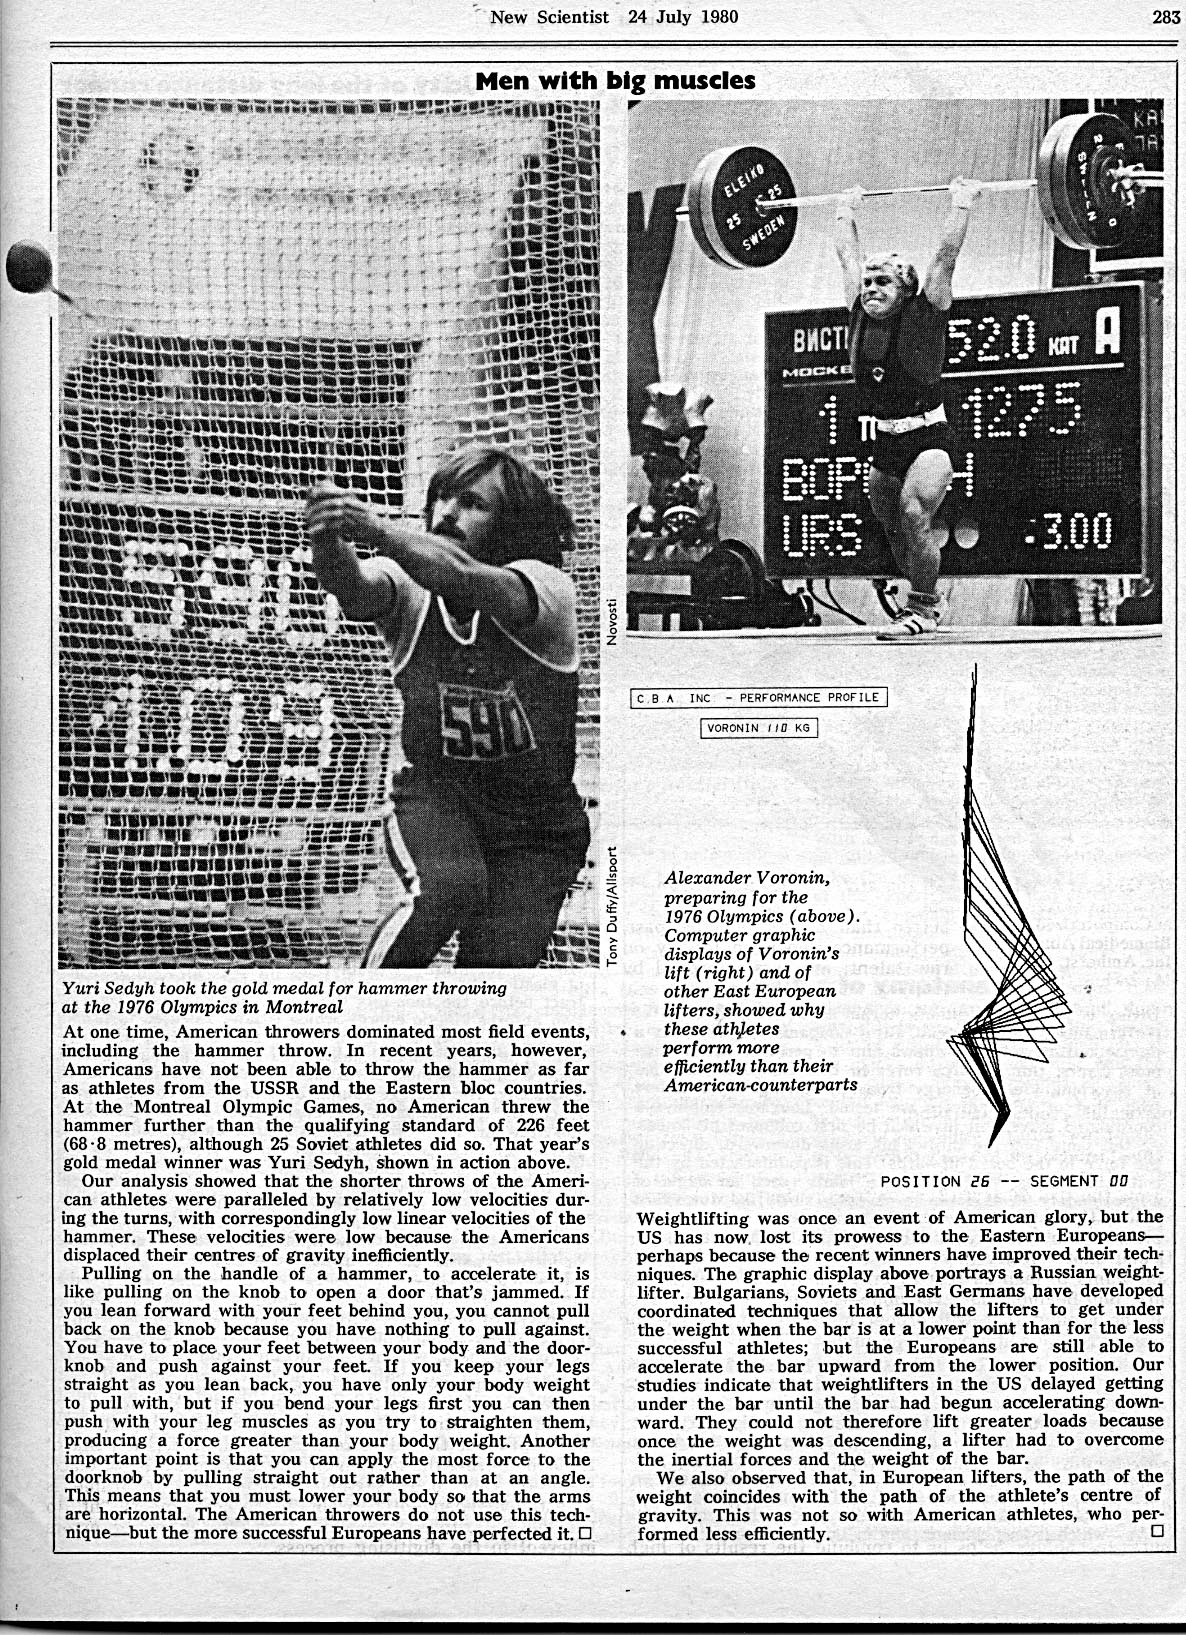 New Scientist 24 July 1980
283
Men with big muscles
590
1.03
590
Tony Duffy/Allsport
Yuri Sedyh took the gold medal for hammer throwing
at the 1976 Olympics in Montreal
At one time, American throwers dominated most field events,
including the hammer throw. In recent years, however,
Americans have not been able to throw the hammer as far
as athletes from the USSR and the Eastern bloc countries.
At the Montreal Olympic Games, no American threw the
hammer further than the qualifying standard of 226 feet
(68·8 metres), although 25 Soviet athletes did so. That year's
gold medal winner was Yuri Sedyh, shown in action above.
Our analysis showed that the shorter throws of the Ameri-
can athletes were paralleled by relatively low velocities dur-
ing the turns, with correspondingly low linear velocities of the
hammer. These velocities were low because the Americans
displaced their centres of gravity inefficiently.
Pulling on the handle of a hammer, to accelerate it, is
like pulling on the knob to open a door that's jammed. If
you lean forward with your feet behind you, you cannot pull
back on the knob because you have nothing to pull against.
You have to place your feet between your body and the door-
knob and push against your feet. If you keep your legs
straight as you lean back, you have only your body weight
to pull with, but if you bend your legs first you can then
push with your leg muscles as you try to straighten them,
producing a force greater than your body weight. Another
important point is that you can apply the most force to the
doorknob by pulling straight out rather than at an angle.
This means that you must lower your body so that the arms
are horizontal. The American throwers do not use this tech-
nique—but the more successful Europeans have perfected it.
ELEIKO
25 25
SWEDEN
ВИСТ 52.0 КАТ А
МОСКВ
1 П 127.5
ВОР Н
URS 3.00
Novosti
C.B.A. INC - PERFORMANCE PROFILE
VORONIN 110 KG
Alexander Voronin,
preparing for the
1976 Olympics (above).
Computer graphic
displays of Voronin's
lift (right) and of
other East European
lifters, showed why
these athletes
perform more
efficiently than their
American-counterparts
POSITION 26 -- SEGMENT 00
Weightlifting was once an event of American glory, but the
US has now lost its prowess to the Eastern Europeans—
perhaps because the recent winners have improved their tech-
niques. The graphic display above portrays a Russian weight-
lifter. Bulgarians, Soviets and East Germans have developed
coordinated techniques that allow the lifters to get under
the weight when the bar is at a lower point than for the less
successful athletes; but the Europeans are still able to
accelerate the bar upward from the lower position. Our
studies indicate that weightlifters in the US delayed getting
under the bar until the bar had begun accelerating down-
ward. They could not therefore lift greater loads because
once the weight was descending, a lifter had to overcome
the inertial forces and the weight of the bar.
We also observed that, in European lifters, the path of the
weight coincides with the path of the athlete's centre of
gravity. This was not so with American athletes, who per-
formed less efficiently.